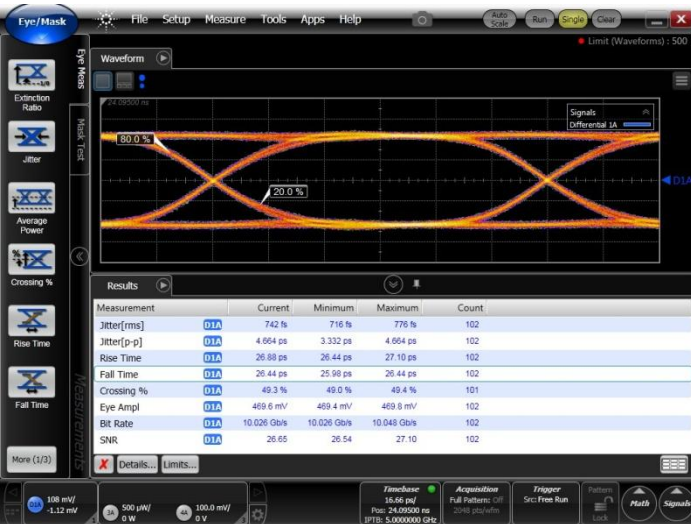 Eye/Mask
File Setup Measure Tools Apps Help
Auto Scale
Run
Single
Clear
Limit (Waveforms) : 500
Eye Meas
Mask Test
Waveform
24.09500 ns
80.0 %
20.0 %
Signals
Differential 1A
D1A
Extinction
Ratio
Jitter
Average
Power
Crossing %
Rise Time
Fall Time
More (1/3)
Measurements
Results
Measurement Current Minimum Maximum Count
Jitter[rms] D1A 742 fs 716 fs 776 fs 102
Jitter[p-p] D1A 4.664 ps 3.332 ps 4.664 ps 102
Rise Time D1A 26.88 ps 26.44 ps 27.10 ps 102
Fall Time D1A 26.44 ps 25.98 ps 26.44 ps 102
Crossing % D1A 49.3 % 49.0 % 49.4 % 101
Eye Ampl D1A 469.6 mV 469.4 mV 469.8 mV 102
Bit Rate D1A 10.026 Gb/s 10.026 Gb/s 10.048 Gb/s 102
SNR D1A 26.65 26.54 27.10 102
Details... Limits...
D1A 108 mV/
-1.12 mV
3A 500 µW/
0 W
4A 100.0 mV/
0 V
Timebase
16.66 ps/
Pos: 24.09500 ns
IPTB: 5.0000000 GHz
Acquisition
Full Pattern: Off
2048 pts/wfm
Trigger
Src: Free Run
Pattern
Lock
Math
Signals